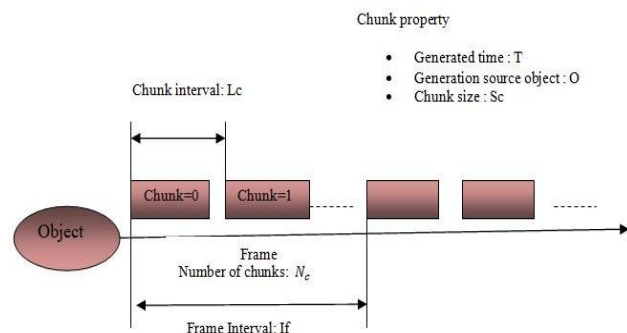 Chunk property
• Generated time : T
• Generation source object : O
• Chunk size : Sc
Chunk interval: Lc
Chunk=0
Chunk=1
Object
Frame
Number of chunks: N_c
Frame Interval: If